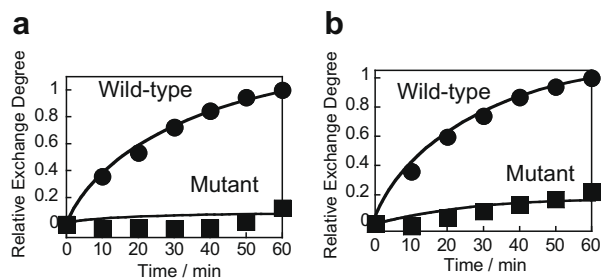 a
Relative Exchange Degree
1
0.8
0.6
0.4
0.2
0
Wild-type
Mutant
0 10 20 30 40 50 60
Time / min
b
Relative Exchange Degree
1
0.8
0.6
0.4
0.2
0
Wild-type
Mutant
0 10 20 30 40 50 60
Time / min